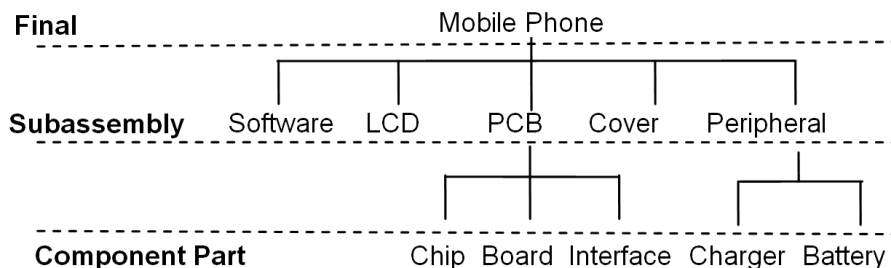 Final Mobile Phone
Subassembly Software LCD PCB Cover Peripheral
Component Part Chip Board Interface Charger Battery